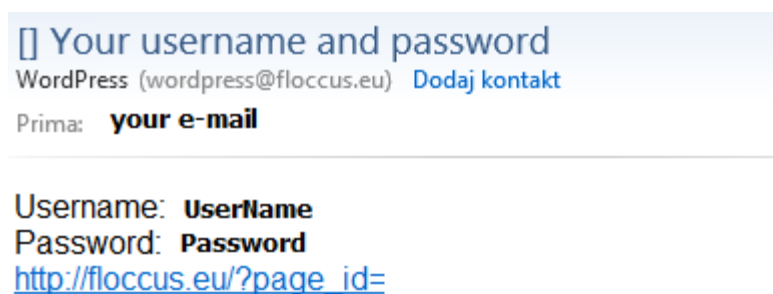 [] Your username and password
WordPress (wordpress@floccus.eu) Dodaj kontakt
Prima: your e-mail
Username: UserName
Password: Password
http://floccus.eu/?page_id=